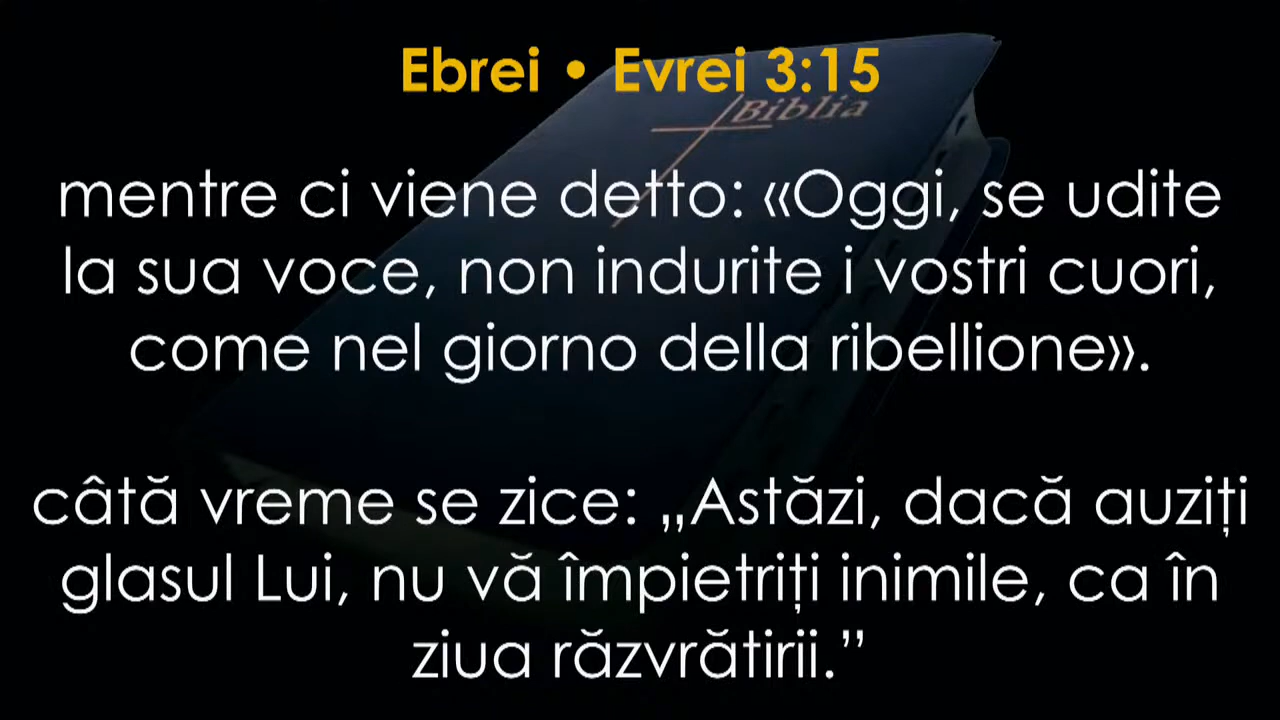 Ebrei • Evrei 3:15
Biblia
mentre ci viene detto: «Oggi, se udite
la sua voce, non indurite i vostri cuori,
come nel giorno della ribellione».
câtă vreme se zice: „Astăzi, dacă auziți
glasul Lui, nu vă împietriți inimile, ca în
ziua răzvrătirii.”